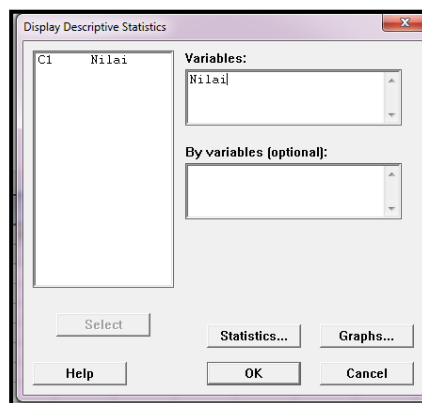 Display Descriptive Statistics
X
C1 Nilai
Variables:
Nilai
By variables (optional):
Select
Statistics...
Graphs...
Help
OK
Cancel